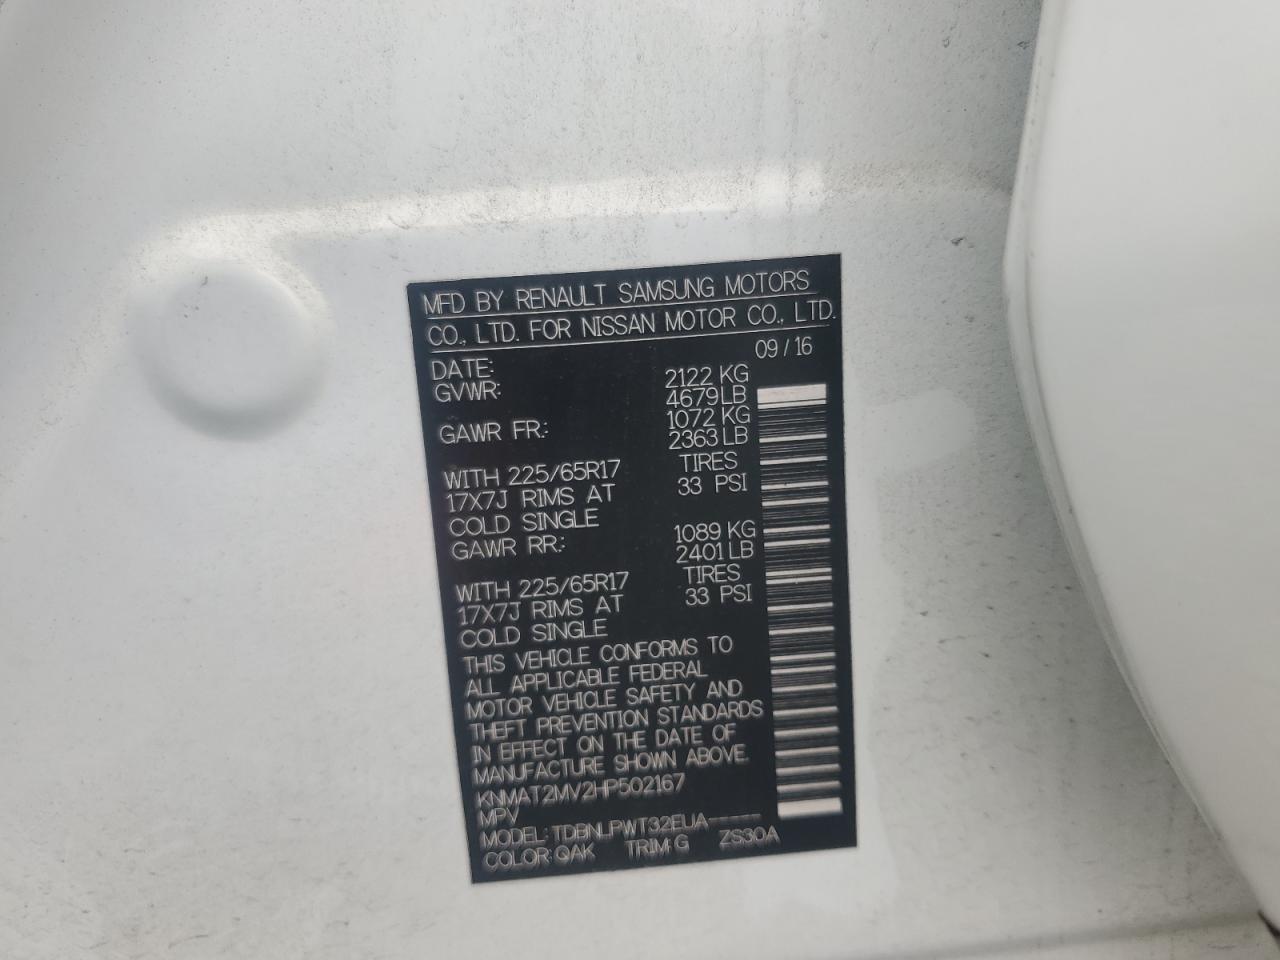 MFD BY RENAULT SAMSUNG MOTORS
CO., LTD. FOR NISSAN MOTOR CO., LTD.
DATE: 09/16
GVWR: 2122 KG
4679 LB
GAWR FR.: 1072 KG
2363 LB
WITH 225/65R17 TIRES
17X7J RIMS AT 33 PSI
COLD SINGLE
GAWR RR.: 1089 KG
2401 LB
WITH 225/65R17 TIRES
17X7J RIMS AT 33 PSI
COLD SINGLE
THIS VEHICLE CONFORMS TO
ALL APPLICABLE FEDERAL
MOTOR VEHICLE SAFETY AND
THEFT PREVENTION STANDARDS
IN EFFECT ON THE DATE OF
MANUFACTURE SHOWN ABOVE.
KNMAT2MV2HP502167
MPV
MODEL: TDBNLPWT32EUA-----
COLOR: QAK TRIM: G ZS30A